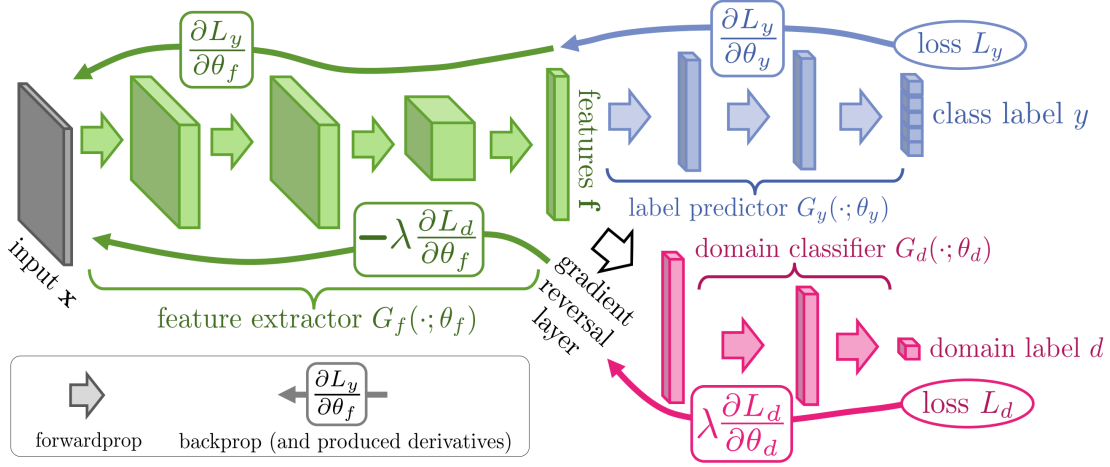 ∂L_y/∂θ_f
∂L_y/∂θ_y
loss L_y
features f
class label y
label predictor G_y(·; θ_y)
input x
−λ ∂L_d/∂θ_f
feature extractor G_f(·; θ_f)
gradient
reversal
layer
domain classifier G_d(·; θ_d)
domain label d
λ ∂L_d/∂θ_d
loss L_d
forwardprop
∂L_y/∂θ_f
backprop (and produced derivatives)